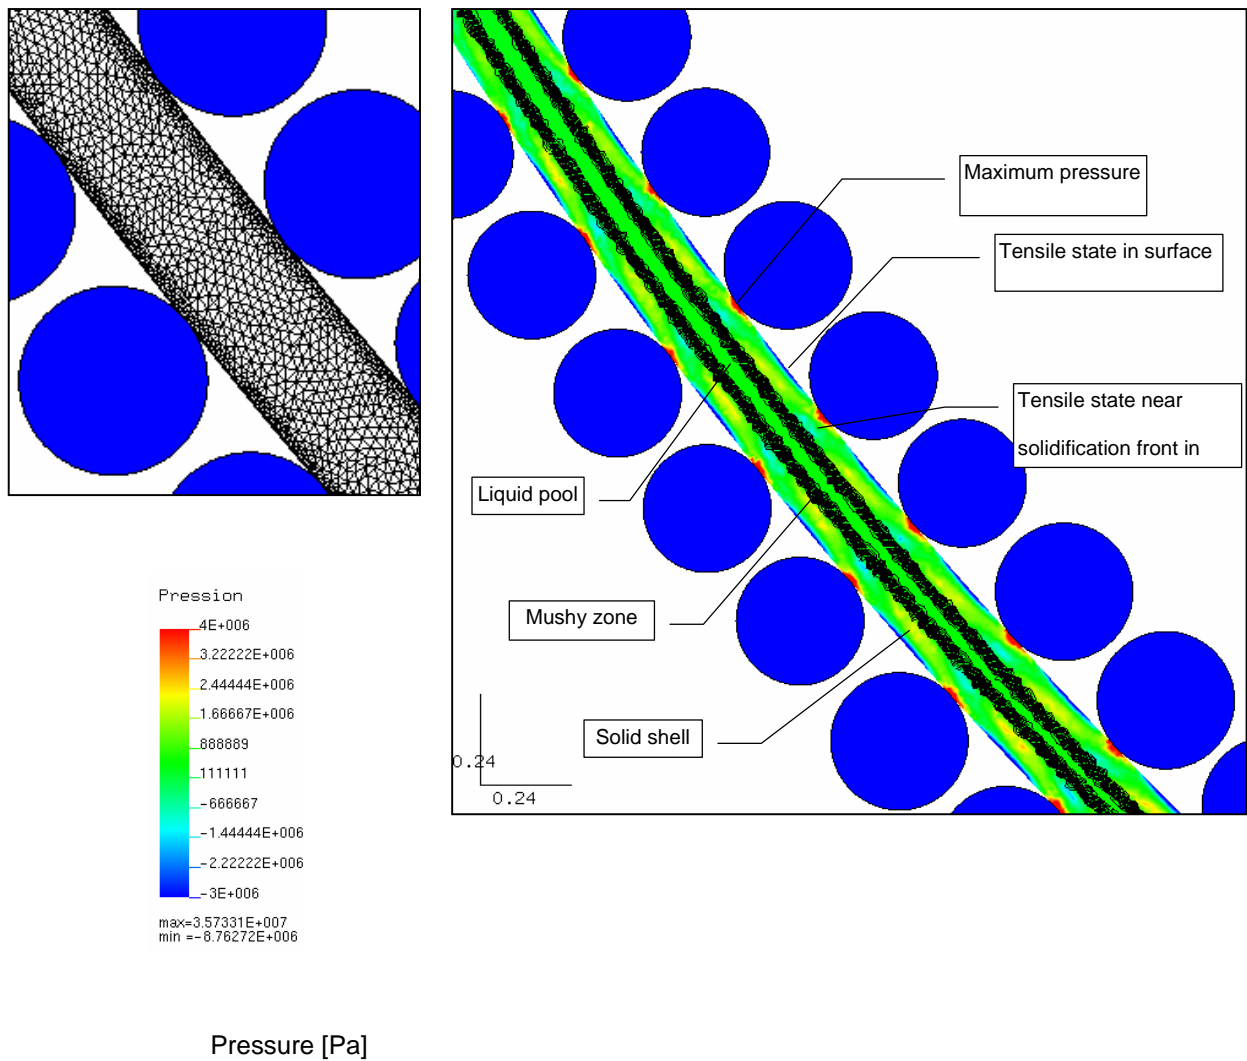 Maximum pressure
Tensile state in surface
Tensile state near
solidification front in
Liquid pool
Mushy zone
Solid shell
0.24
0.24
Pression
4E+006
3.22222E+006
2.44444E+006
1.66667E+006
888889
111111
-666667
-1.44444E+006
-2.22222E+006
-3E+006
max=3.57331E+007
min =-8.76272E+006
Pressure [Pa]